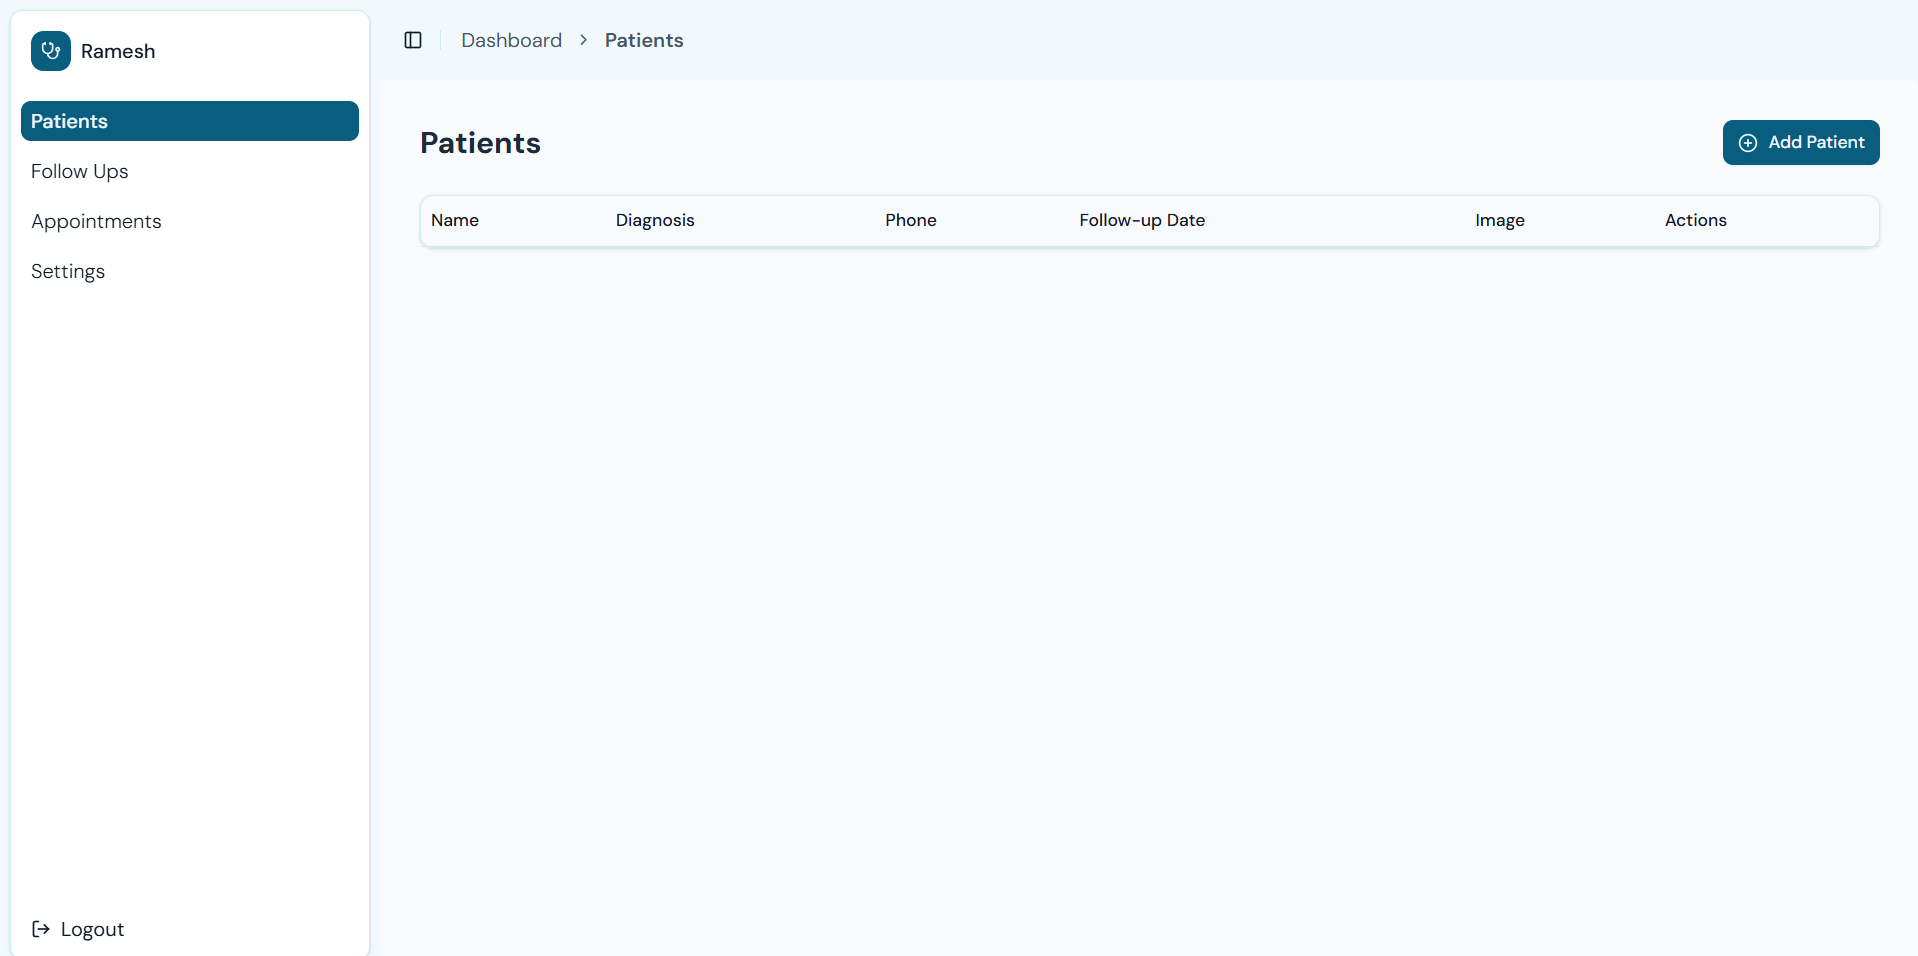 Ramesh
Patients
Follow Ups
Appointments
Settings
Logout
Dashboard > Patients
Patients
Add Patient
Name Diagnosis Phone Follow-up Date Image Actions